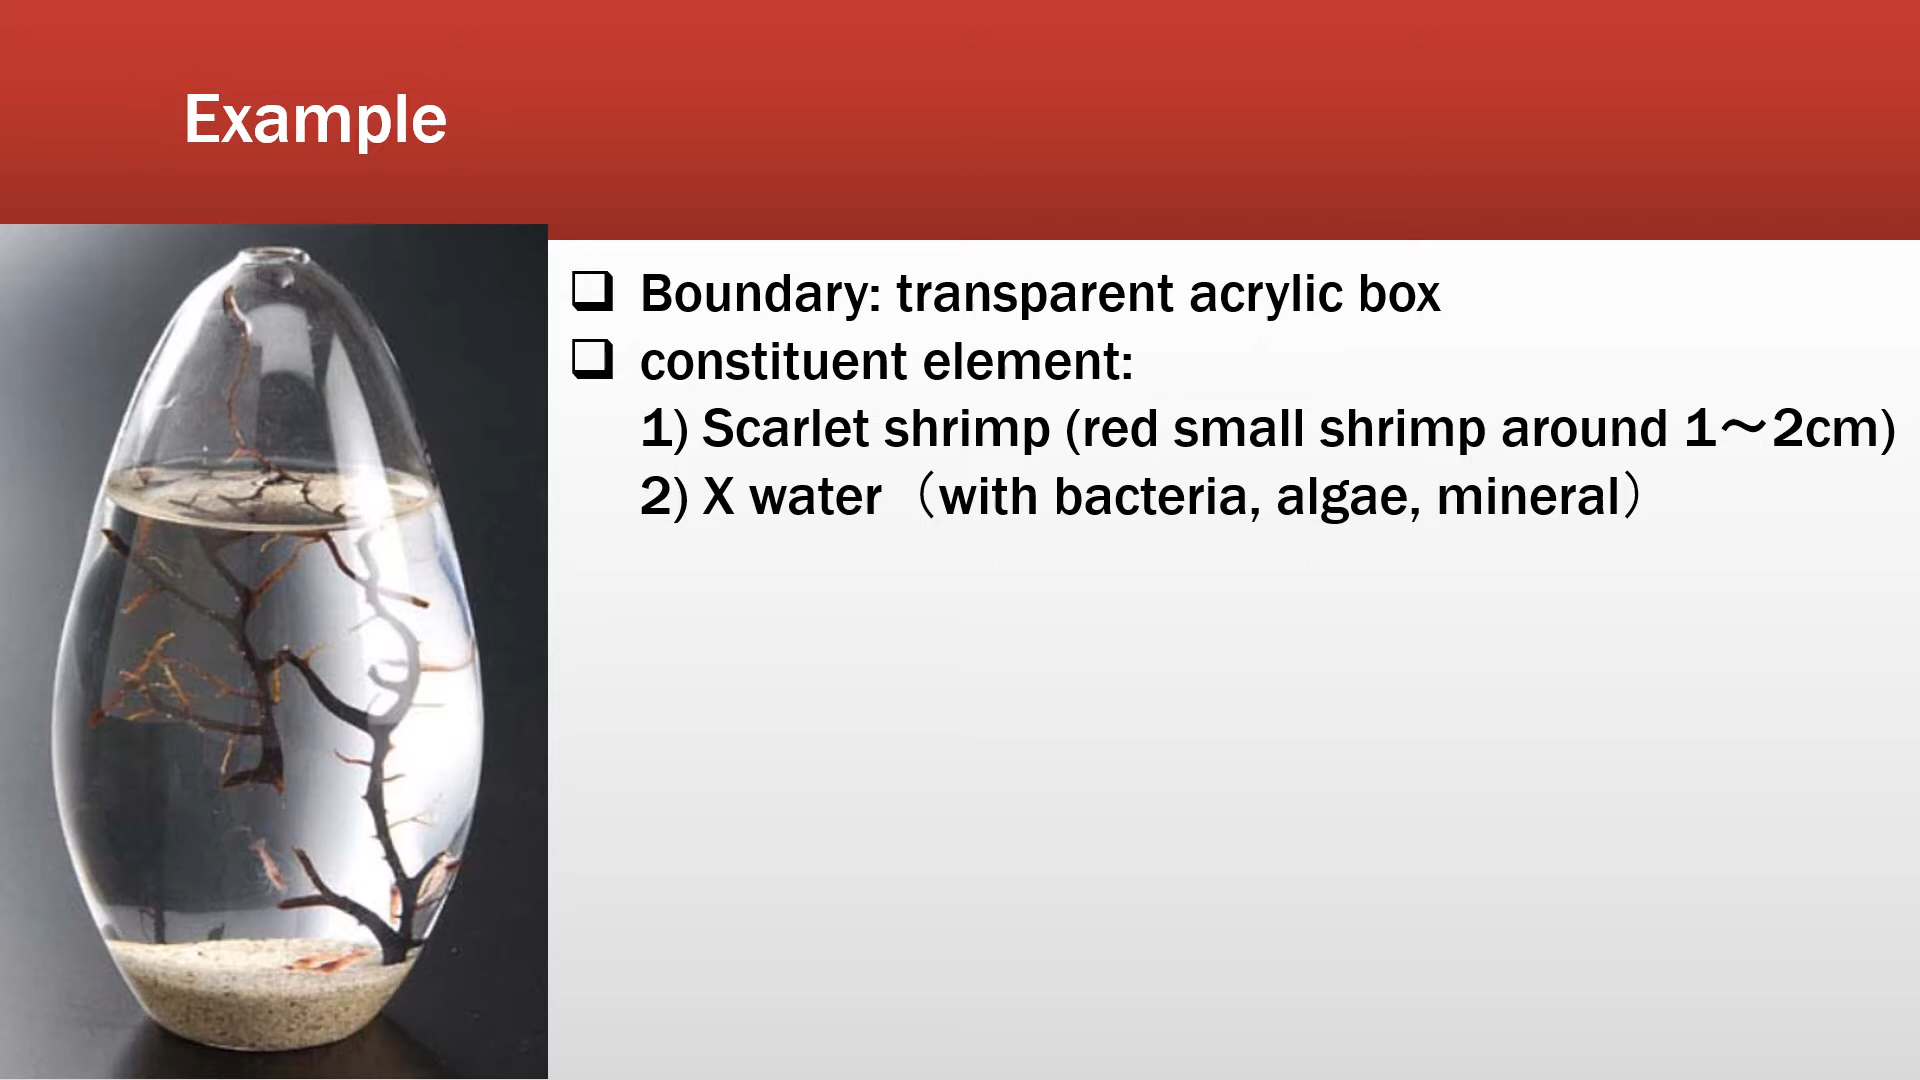 Example
❑ Boundary: transparent acrylic box
❑ constituent element:
1) Scarlet shrimp (red small shrimp around 1～2cm)
2) X water（with bacteria, algae, mineral）